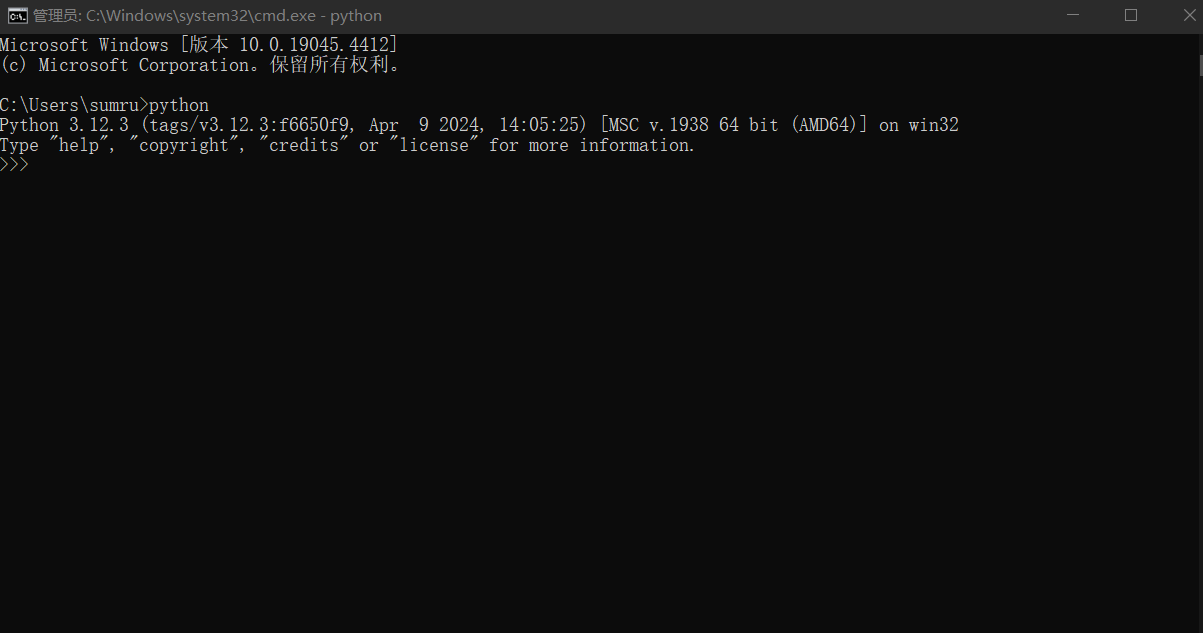 管理员: C:\Windows\system32\cmd.exe - python
Microsoft Windows [版本 10.0.19045.4412]
(c) Microsoft Corporation。保留所有权利。
C:\Users\sumru>python
Python 3.12.3 (tags/v3.12.3:f6650f9, Apr  9 2024, 14:05:25) [MSC v.1938 64 bit (AMD64)] on win32
Type "help", "copyright", "credits" or "license" for more information.
>>>